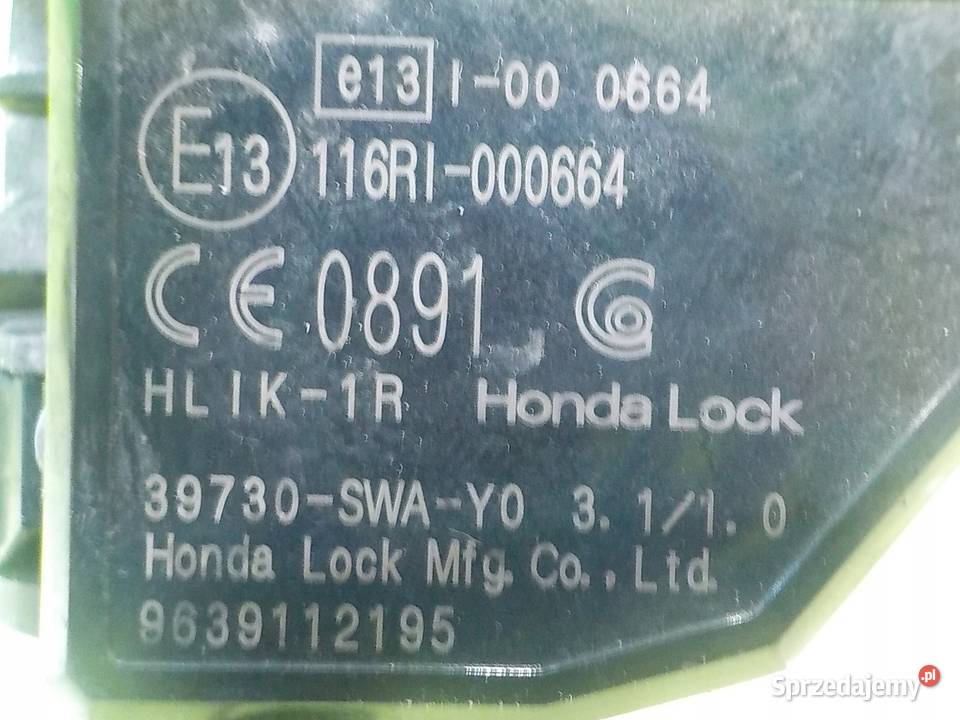 e13 I-00 0664
E13 116RI-000664
CE 0891
HLIK-1R Honda Lock
39730-SWA-Y0 3.1/1.0
Honda Lock Mfg. Co., Ltd.
9639112195
Sprzedajemy.pl